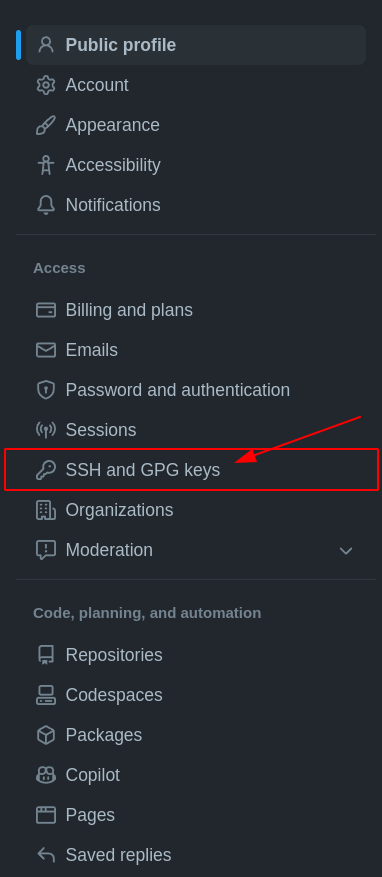 Public profile
Account
Appearance
Accessibility
Notifications
Access
Billing and plans
Emails
Password and authentication
Sessions
SSH and GPG keys
Organizations
Moderation
Code, planning, and automation
Repositories
Codespaces
Packages
Copilot
Pages
Saved replies